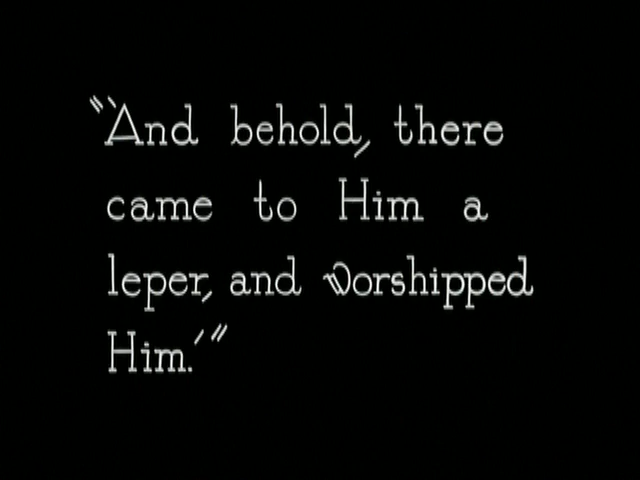 "'And behold, there
came to Him a
leper, and worshipped
Him.'"